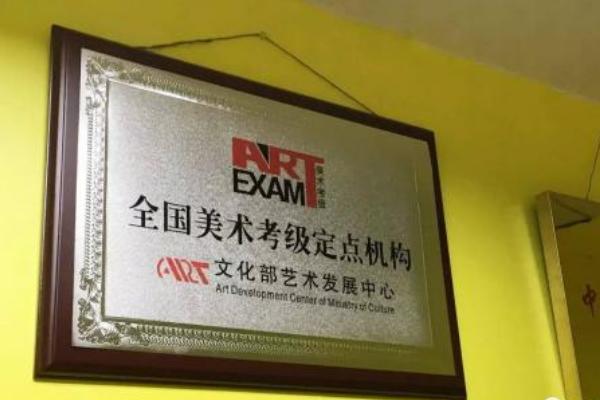 ART
EXAM
美术考级
全国美术考级定点机构
ART 文化部艺术发展中心
Art Development Center of Ministry of Culture
中